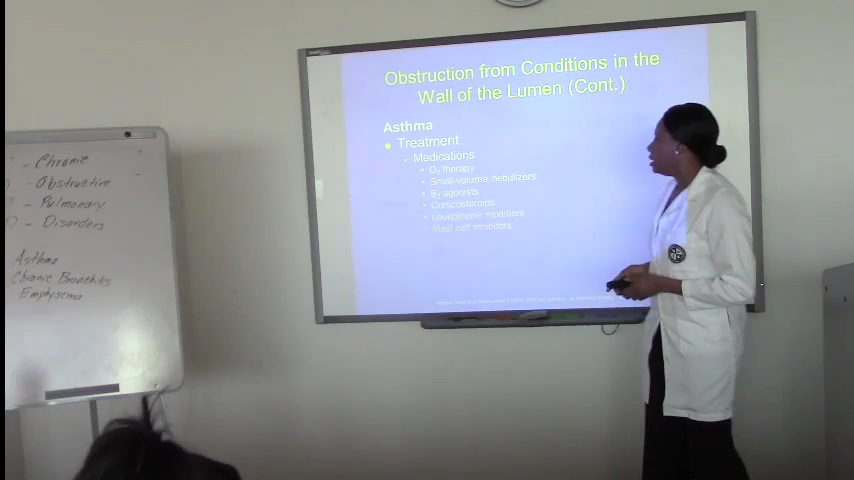 - Chronic
- Obstructive
- Pulmonary
- Disorders
Asthma
Chronic Bronchitis
Emphysema
Obstruction from Conditions in the
Wall of the Lumen (Cont.)
Asthma
• Treatment
- Medications
• O2 therapy
• Small-volume nebulizers
• B2 agonists
• Corticosteroids
• Leukotriene modifiers
• Mast cell inhibitors